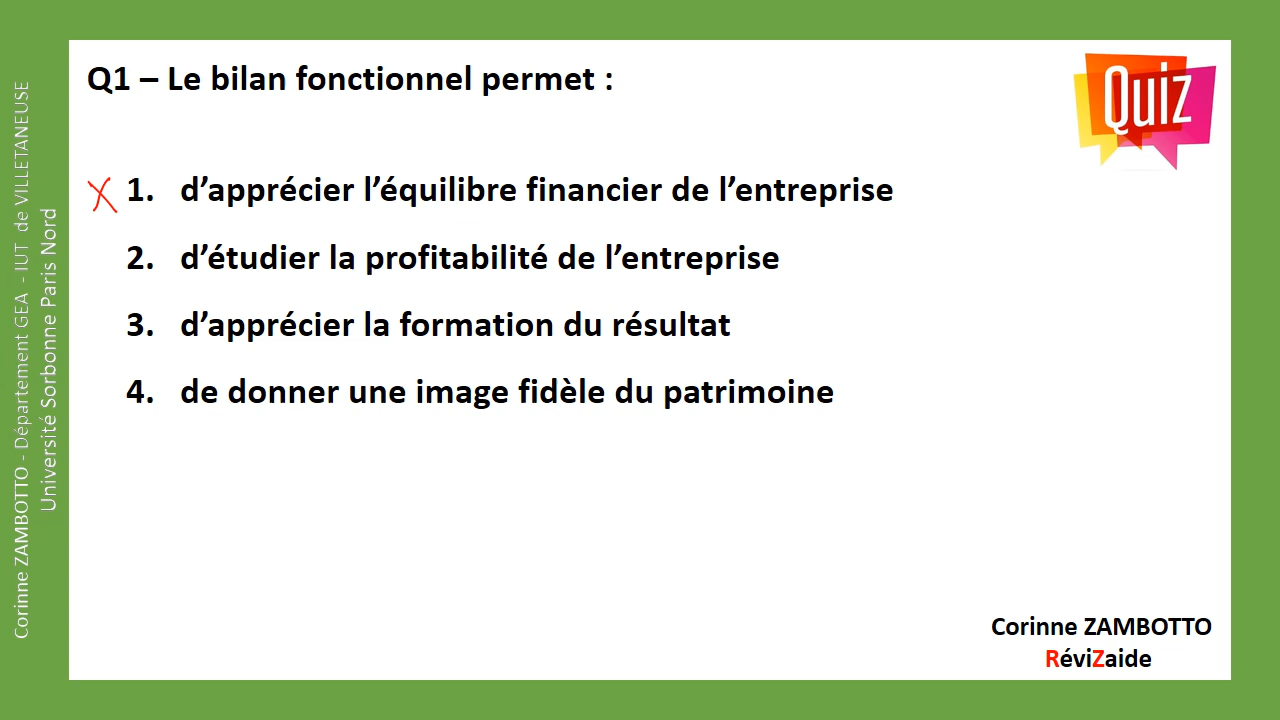 Q1 – Le bilan fonctionnel permet :
Quiz
X 1. d’apprécier l’équilibre financier de l’entreprise
2. d’étudier la profitabilité de l’entreprise
3. d’apprécier la formation du résultat
4. de donner une image fidèle du patrimoine
Corinne ZAMBOTTO
RéviZaide
Corinne ZAMBOTTO - Département GEA - IUT de VILLETANEUSE
Université Sorbonne Paris Nord